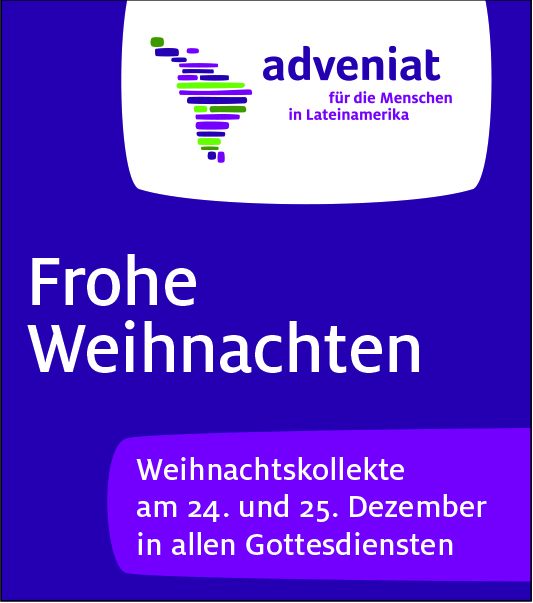 adveniat
für die Menschen
in Lateinamerika
Frohe
Weihnachten
Weihnachtskollekte
am 24. und 25. Dezember
in allen Gottesdiensten